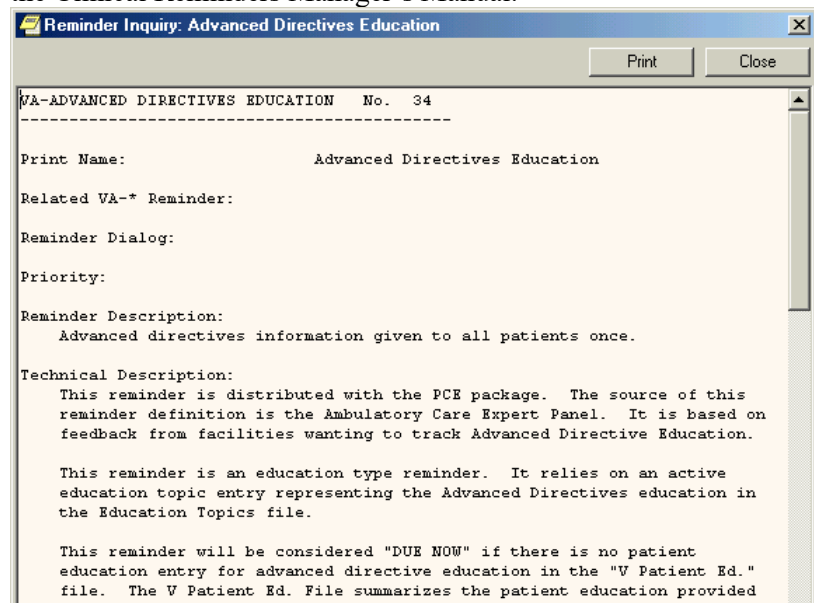 the Clinical Reminders Manager's Manual.
Reminder Inquiry: Advanced Directives Education
Print Close
VA-ADVANCED DIRECTIVES EDUCATION No. 34
--------------------------------------------
Print Name: Advanced Directives Education
Related VA-* Reminder:
Reminder Dialog:
Priority:
Reminder Description:
Advanced directives information given to all patients once.
Technical Description:
This reminder is distributed with the PCE package. The source of this
reminder definition is the Ambulatory Care Expert Panel. It is based on
feedback from facilities wanting to track Advanced Directive Education.
This reminder is an education type reminder. It relies on an active
education topic entry representing the Advanced Directives education in
the Education Topics file.
This reminder will be considered "DUE NOW" if there is no patient
education entry for advanced directive education in the "V Patient Ed."
file. The V Patient Ed. File summarizes the patient education provided